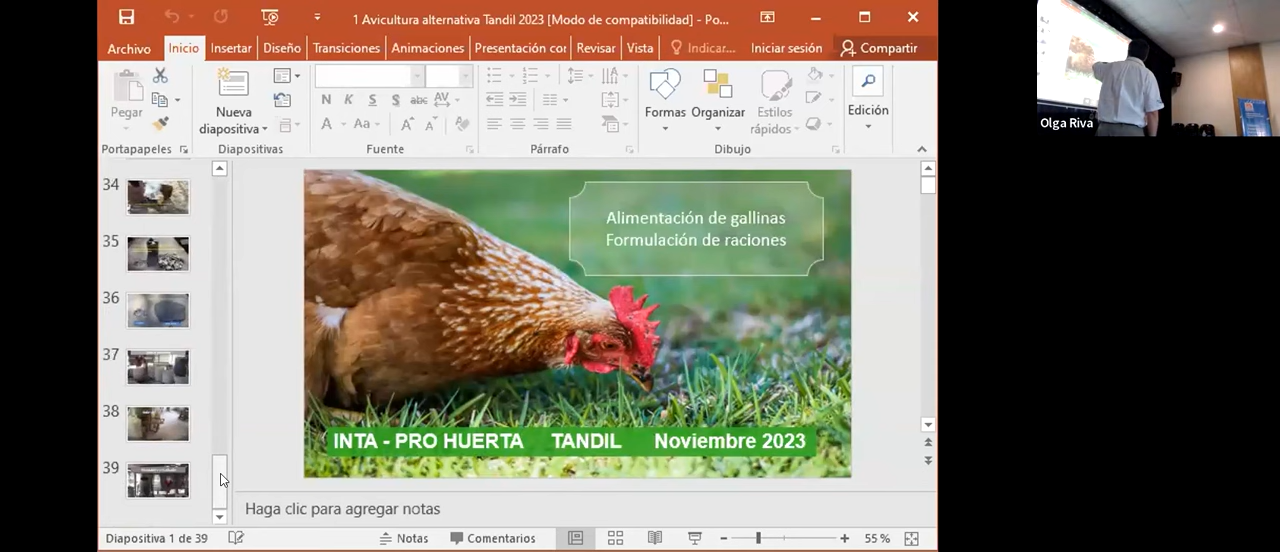 1 Avicultura alternativa Tandil 2023 [Modo de compatibilidad] - Po...
Archivo Inicio Insertar Diseño Transiciones Animaciones Presentación cor Revisar Vista Indicar... Iniciar sesión Compartir
Pegar
Nueva diapositiva
N K S S abc AV
A Aa A A
Formas Organizar Estilos rápidos Edición
Portapapeles Diapositivas Fuente Párrafo Dibujo
34
35
36
37
38
39
Alimentación de gallinas
Formulación de raciones
INTA - PRO HUERTA TANDIL Noviembre 2023
Haga clic para agregar notas
Diapositiva 1 de 39 Notas Comentarios 55 %
Olga Riva